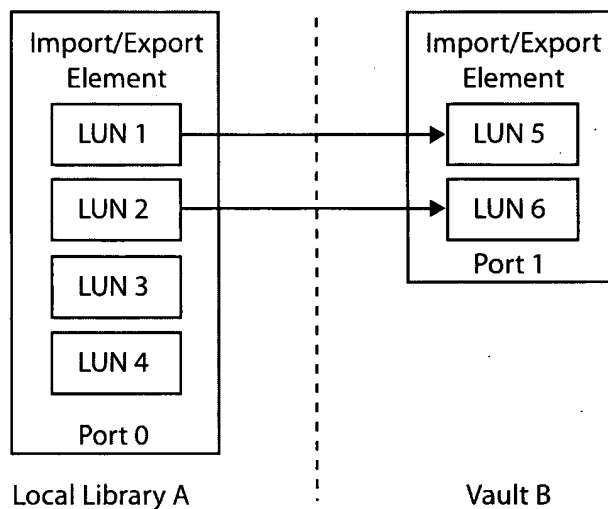 Import/Export
Element
LUN 1
LUN 2
LUN 3
LUN 4
Port 0
Local Library A
Import/Export
Element
LUN 5
LUN 6
Port 1
Vault B